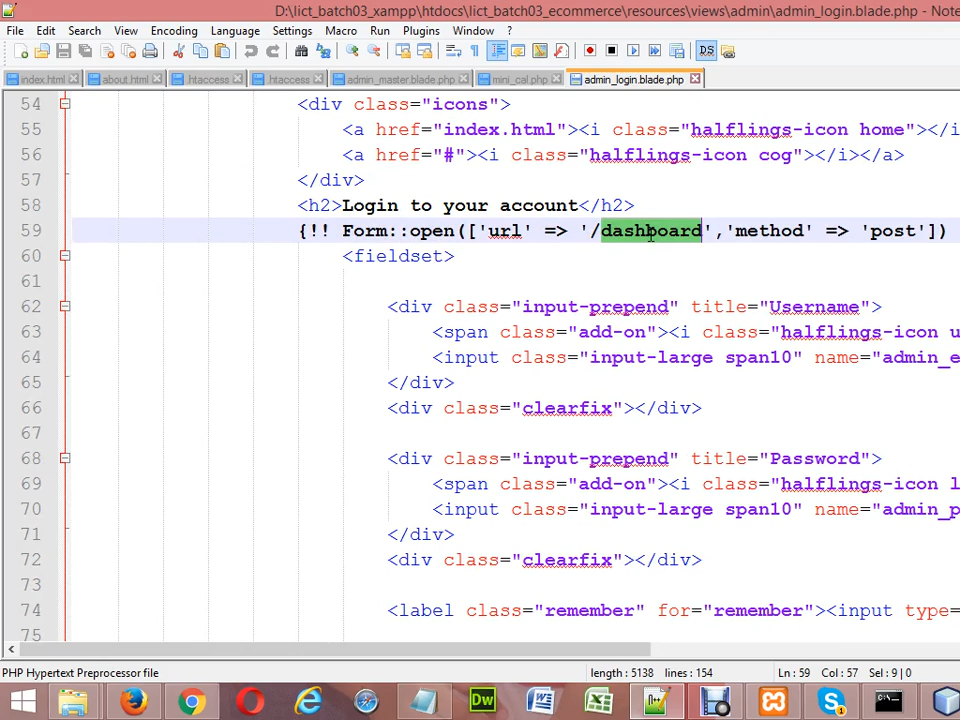 D:\lict_batch03_xampp\htdocs\lict_batch03_ecommerce\resources\views\admin\admin_login.blade.php - Note
File Edit Search View Encoding Language Settings Macro Run Plugins Window ?
index.html about.html .htaccess .htaccess admin_master.blade.php mini_cal.php admin_login.blade.php
54 <div class="icons">
55 <a href="index.html"><i class="halflings-icon home"></i
56 <a href="#"><i class="halflings-icon cog"></i></a>
57 </div>
58 <h2>Login to your account</h2>
59 {!! Form::open(['url' => '/dashboard','method' => 'post'])
60 <fieldset>
61
62 <div class="input-prepend" title="Username">
63 <span class="add-on"><i class="halflings-icon u
64 <input class="input-large span10" name="admin_e
65 </div>
66 <div class="clearfix"></div>
67
68 <div class="input-prepend" title="Password">
69 <span class="add-on"><i class="halflings-icon l
70 <input class="input-large span10" name="admin_p
71 </div>
72 <div class="clearfix"></div>
73
74 <label class="remember" for="remember"><input type=
75
PHP Hypertext Preprocessor file length : 5138 lines : 154 Ln : 59 Col : 57 Sel : 9 | 0